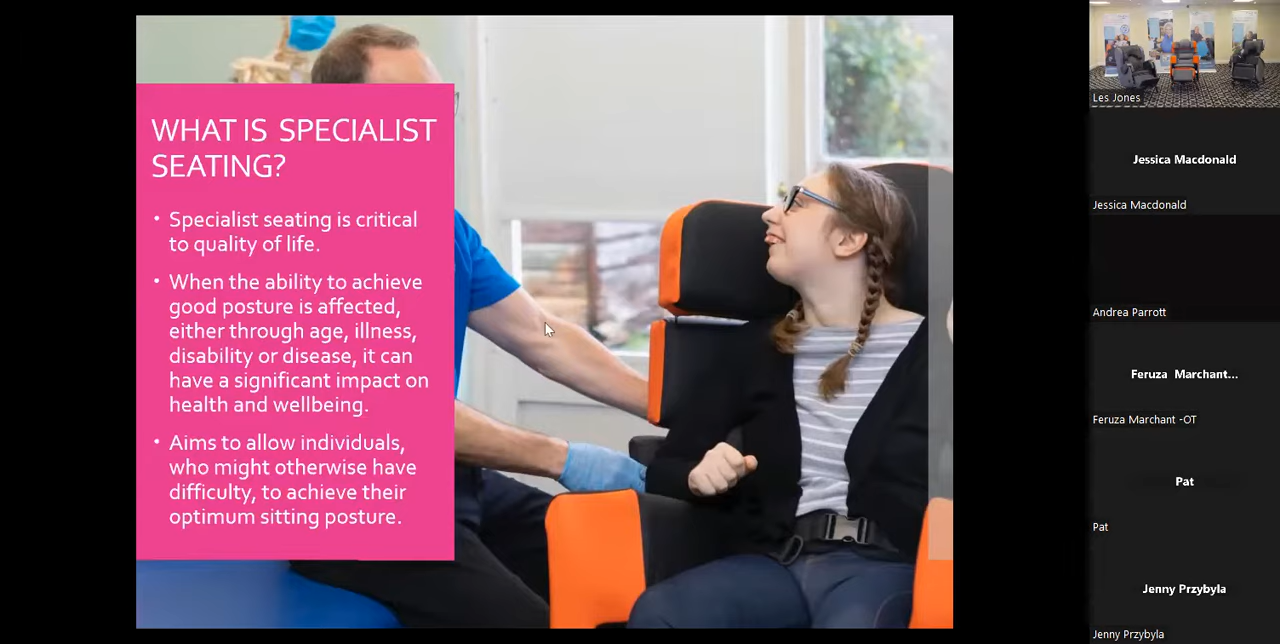 WHAT IS SPECIALIST
SEATING?
• Specialist seating is critical
to quality of life.
• When the ability to achieve
good posture is affected,
either through age, illness,
disability or disease, it can
have a significant impact on
health and wellbeing.
• Aims to allow individuals,
who might otherwise have
difficulty, to achieve their
optimum sitting posture.
Les Jones
Jessica Macdonald
Jessica Macdonald
Andrea Parrott
Feruza Marchant...
Feruza Marchant -OT
Pat
Pat
Jenny Przybyla
Jenny Przybyla